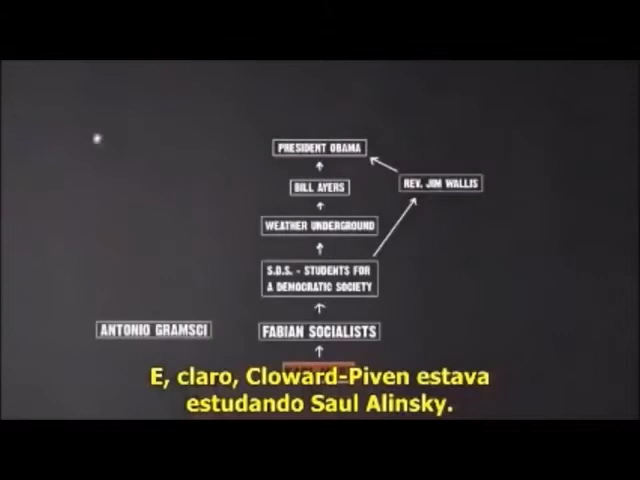 PRESIDENT OBAMA
BILL AYERS
REV. JIM WALLIS
WEATHER UNDERGROUND
S.D.S. - STUDENTS FOR
A DEMOCRATIC SOCIETY
ANTONIO GRAMSCI
FABIAN SOCIALISTS
E, claro, Cloward-Piven estava
estudando Saul Alinsky.